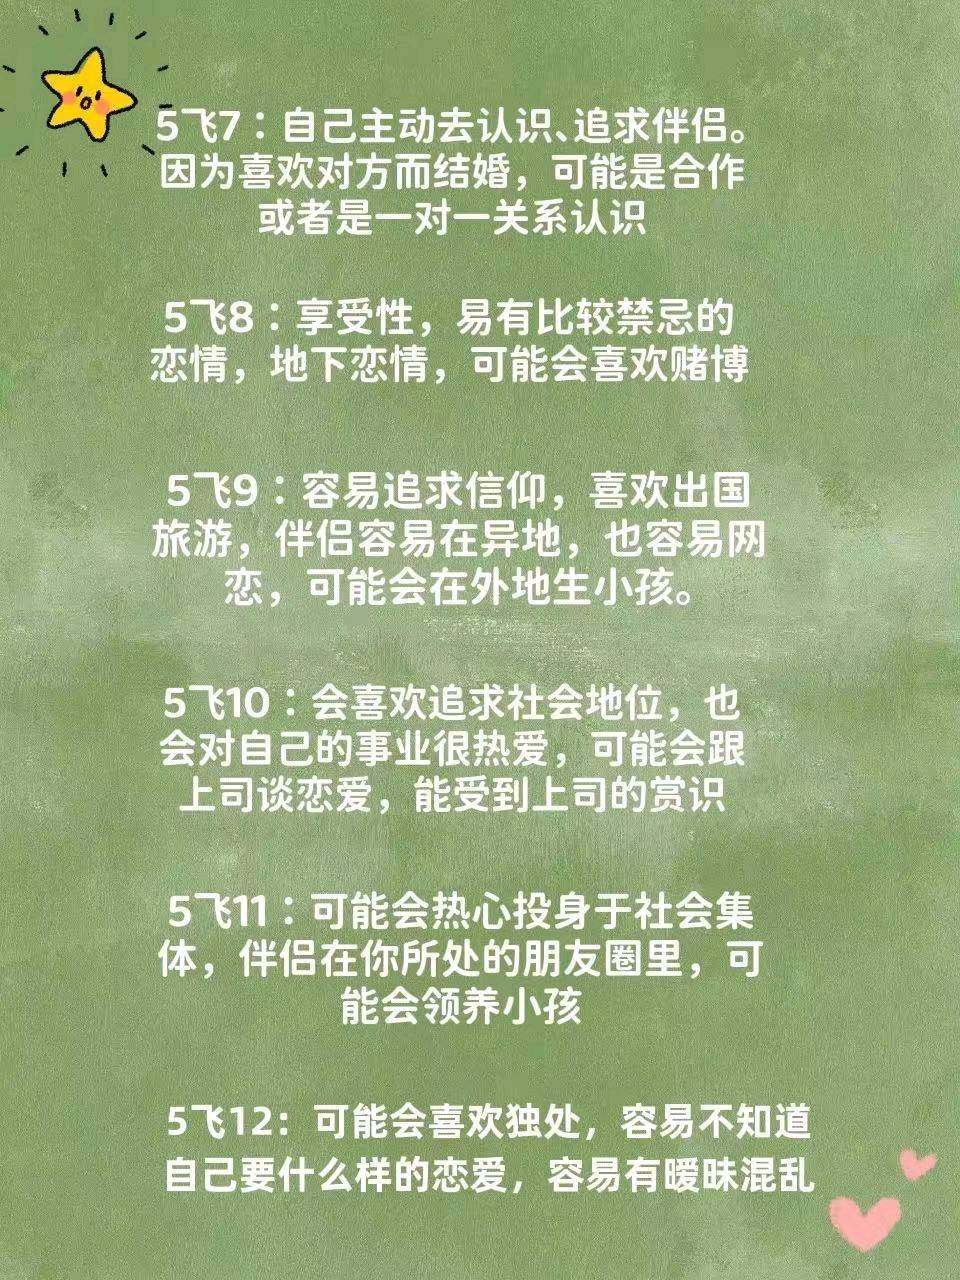 5飞7：自己主动去认识、追求伴侣。
因为喜欢对方而结婚，可能是合作
或者是一对一关系认识
5飞8：享受性，易有比较禁忌的
恋情，地下恋情，可能会喜欢赌博
5飞9：容易追求信仰，喜欢出国
旅游，伴侣容易在异地，也容易网
恋，可能会在外地生小孩。
5飞10：会喜欢追求社会地位，也
会对自己的事业很热爱，可能会跟
上司谈恋爱，能受到上司的赏识
5飞11：可能会热心投身于社会集
体，伴侣在你所处的朋友圈里，可
能会领养小孩
5飞12：可能会喜欢独处，容易不知道
自己要什么样的恋爱，容易有暧昧混乱